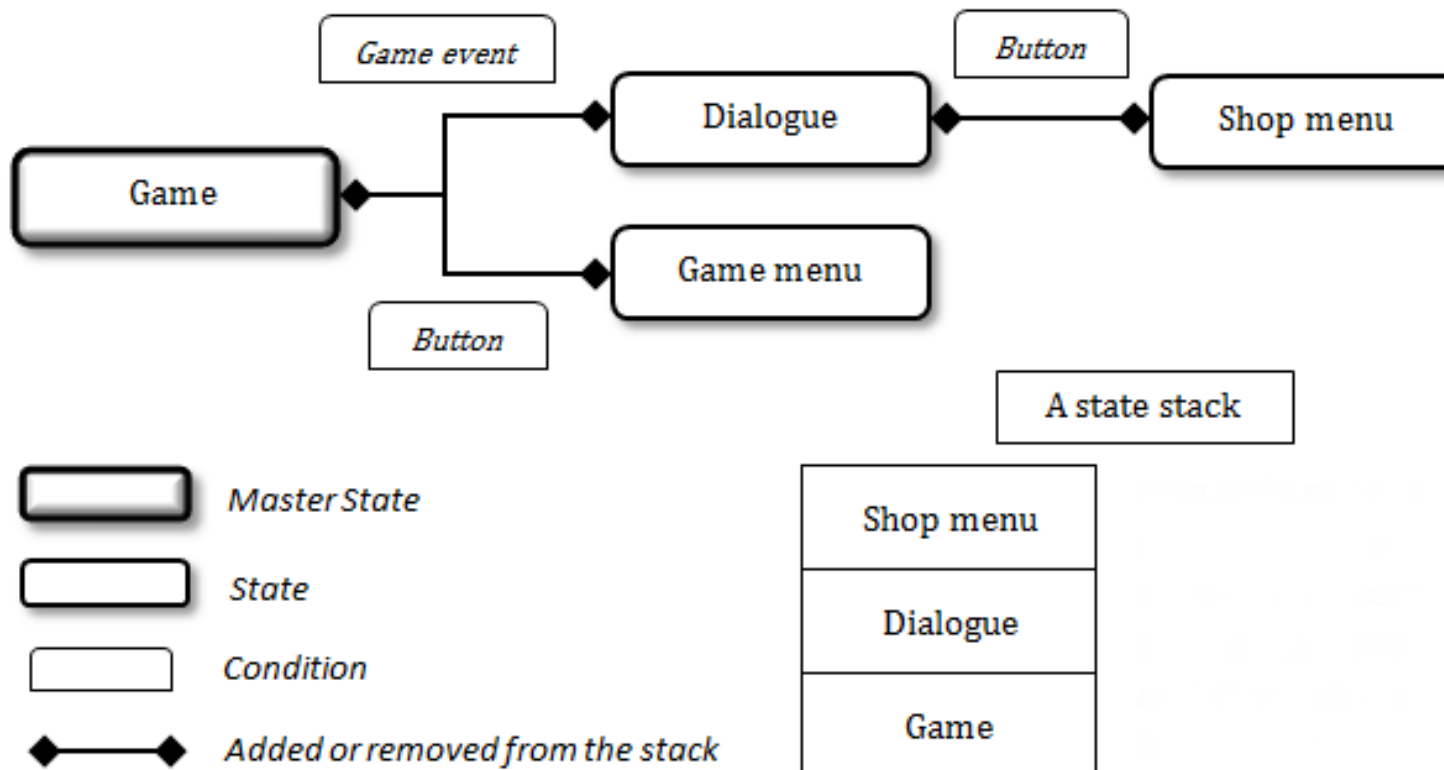 Game event
Button
Dialogue
Shop menu
Game
Game menu
Button
A state stack
Master State
State
Condition
Added or removed from the stack
Shop menu
Dialogue
Game